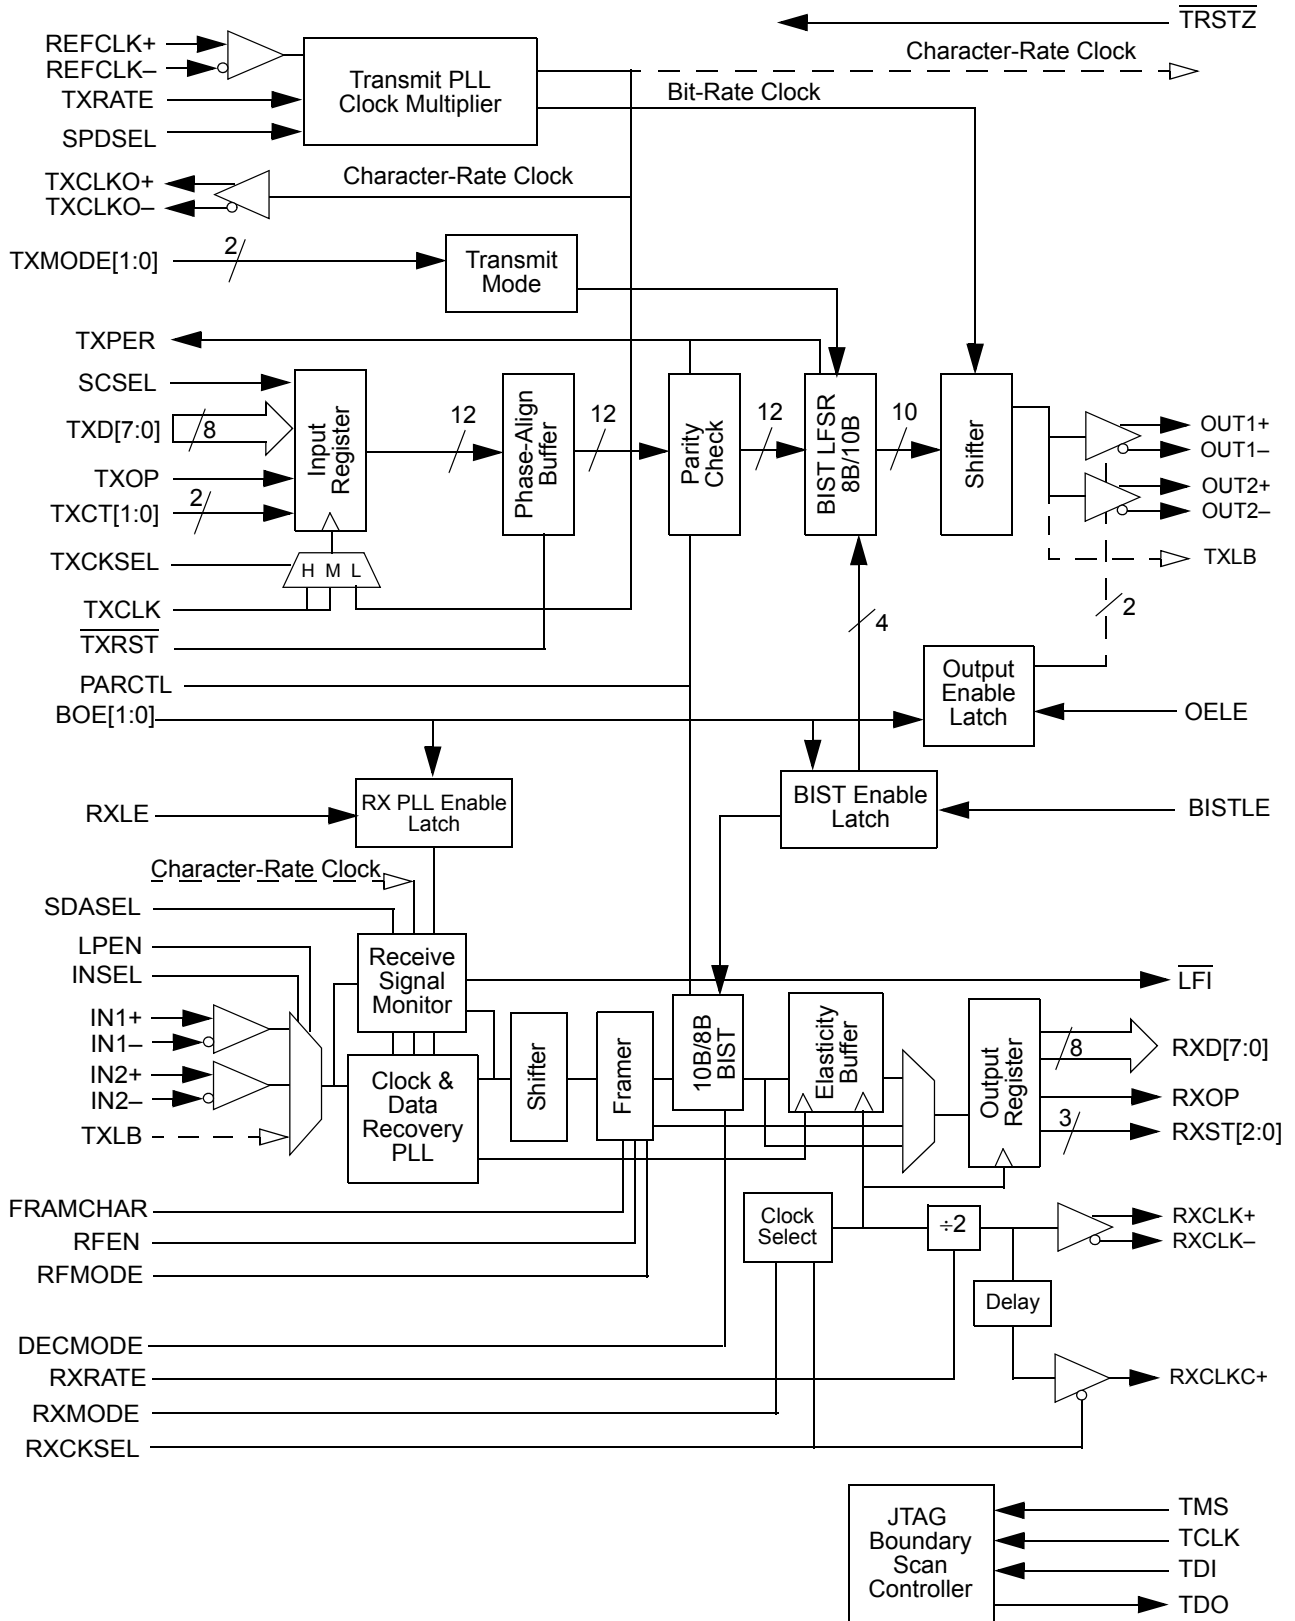 TRSTZ
REFCLK+
REFCLK–
TXRATE
SPDSEL
Transmit PLL
Clock Multiplier
Character-Rate Clock
Bit-Rate Clock
TXCLKO+
TXCLKO–
Character-Rate Clock
TXMODE[1:0]
2
Transmit
Mode
TXPER
SCSEL
TXD[7:0]
8
TXOP
TXCT[1:0]
2
Input
Register
12
Phase-Align
Buffer
12
Parity
Check
12
BIST LFSR
8B/10B
10
Shifter
OUT1+
OUT1–
OUT2+
OUT2–
TXLB
2
TXCKSEL
H M L
TXCLK
TXRST
4
PARCTL
BOE[1:0]
Output
Enable
Latch
OELE
RXLE
RX PLL Enable
Latch
BIST Enable
Latch
BISTLE
Character-Rate Clock
SDASEL
LPEN
INSEL
IN1+
IN1–
IN2+
IN2–
TXLB
Receive
Signal
Monitor
LFI
Clock &
Data
Recovery
PLL
Shifter
Framer
10B/8B
BIST
Elasticity
Buffer
Output
Register
8
RXD[7:0]
RXOP
3
RXST[2:0]
FRAMCHAR
RFEN
RFMODE
Clock
Select
÷2
RXCLK+
RXCLK–
Delay
DECMODE
RXRATE
RXMODE
RXCKSEL
RXCLKC+
JTAG
Boundary
Scan
Controller
TMS
TCLK
TDI
TDO